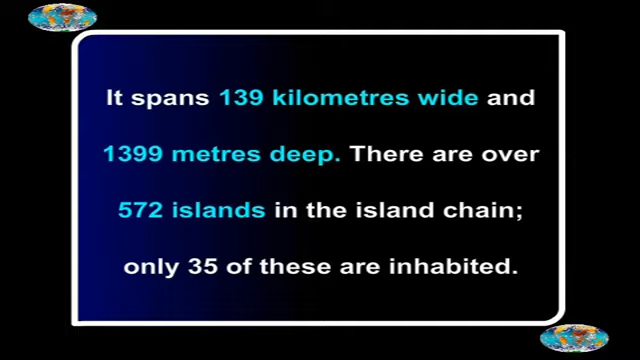 It spans 139 kilometres wide and
1399 metres deep. There are over
572 islands in the island chain;
only 35 of these are inhabited.